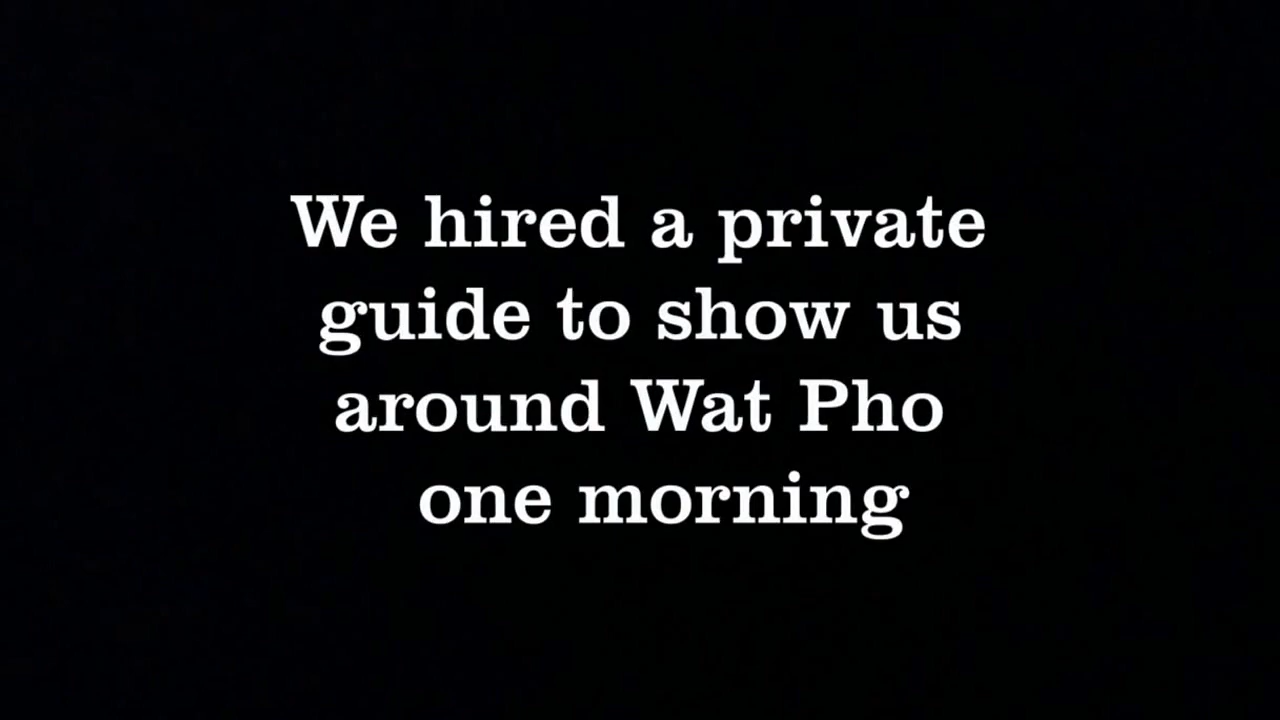 We hired a private
guide to show us
around Wat Pho
one morning